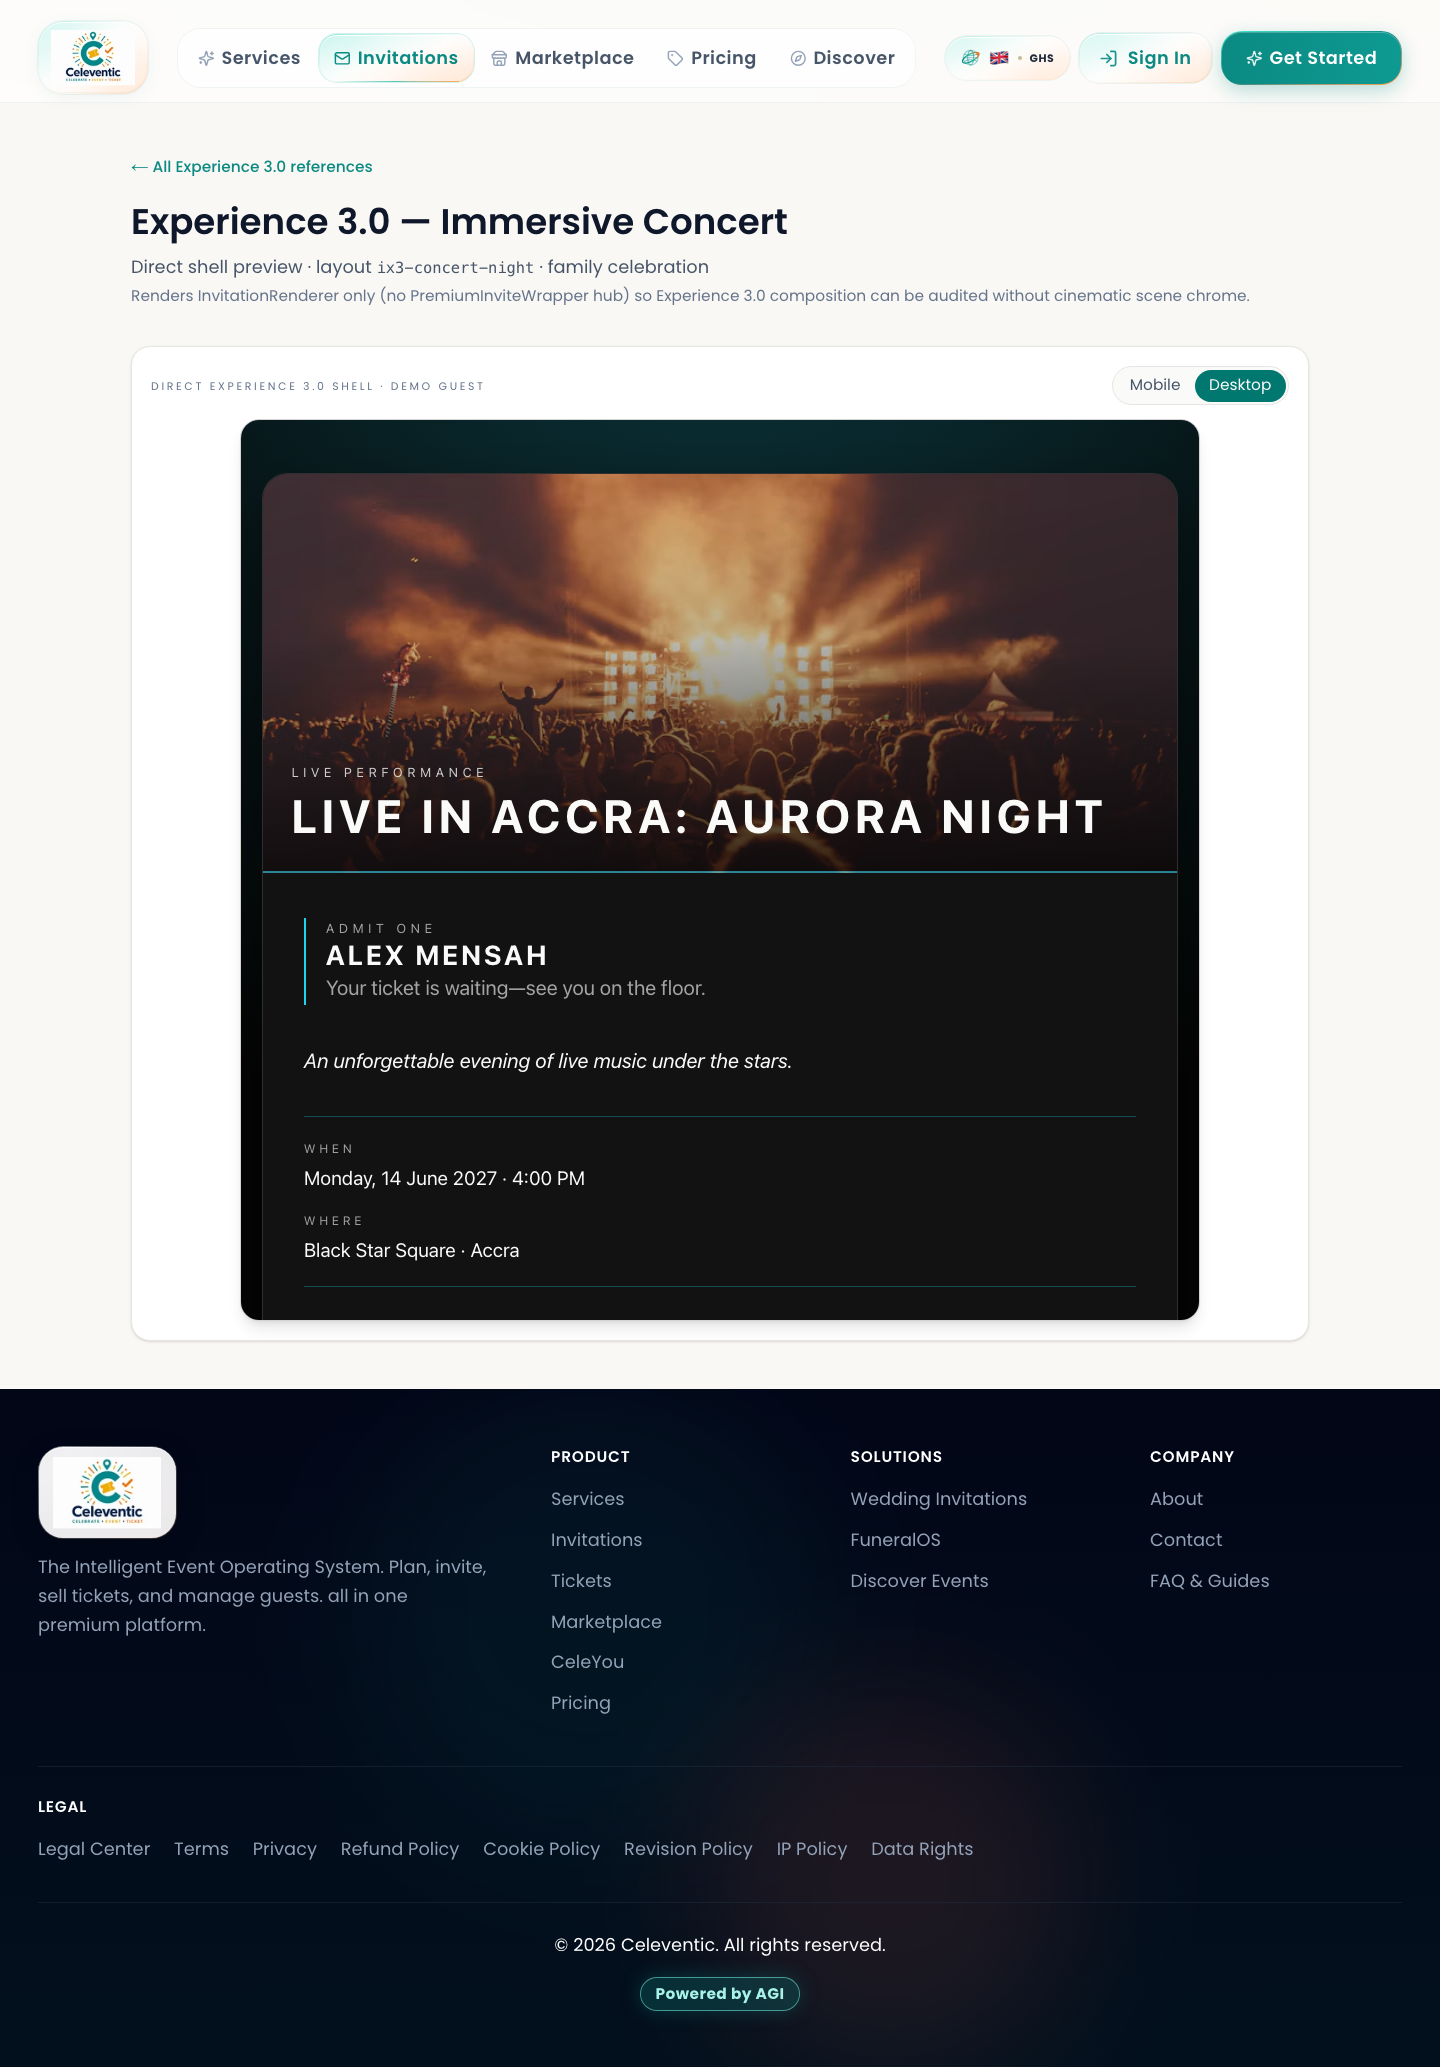 Celeventic
CELEBRATE • EVENT • TICKET
Services
Invitations
Marketplace
Pricing
Discover
GHS
Sign In
Get Started
← All Experience 3.0 references
Experience 3.0 — Immersive Concert
Direct shell preview · layout ix3-concert-night · family celebration
Renders InvitationRenderer only (no PremiumInviteWrapper hub) so Experience 3.0 composition can be audited without cinematic scene chrome.
DIRECT EXPERIENCE 3.0 SHELL · DEMO GUEST
Mobile
Desktop
LIVE PERFORMANCE
LIVE IN ACCRA: AURORA NIGHT
ADMIT ONE
ALEX MENSAH
Your ticket is waiting—see you on the floor.
An unforgettable evening of live music under the stars.
WHEN
Monday, 14 June 2027 · 4:00 PM
WHERE
Black Star Square · Accra
Celeventic
CELEBRATE • EVENT • TICKET
The Intelligent Event Operating System. Plan, invite,
sell tickets, and manage guests. all in one
premium platform.
PRODUCT
Services
Invitations
Tickets
Marketplace
CeleYou
Pricing
SOLUTIONS
Wedding Invitations
FuneralOS
Discover Events
COMPANY
About
Contact
FAQ & Guides
LEGAL
Legal Center
Terms
Privacy
Refund Policy
Cookie Policy
Revision Policy
IP Policy
Data Rights
© 2026 Celeventic. All rights reserved.
Powered by AGI